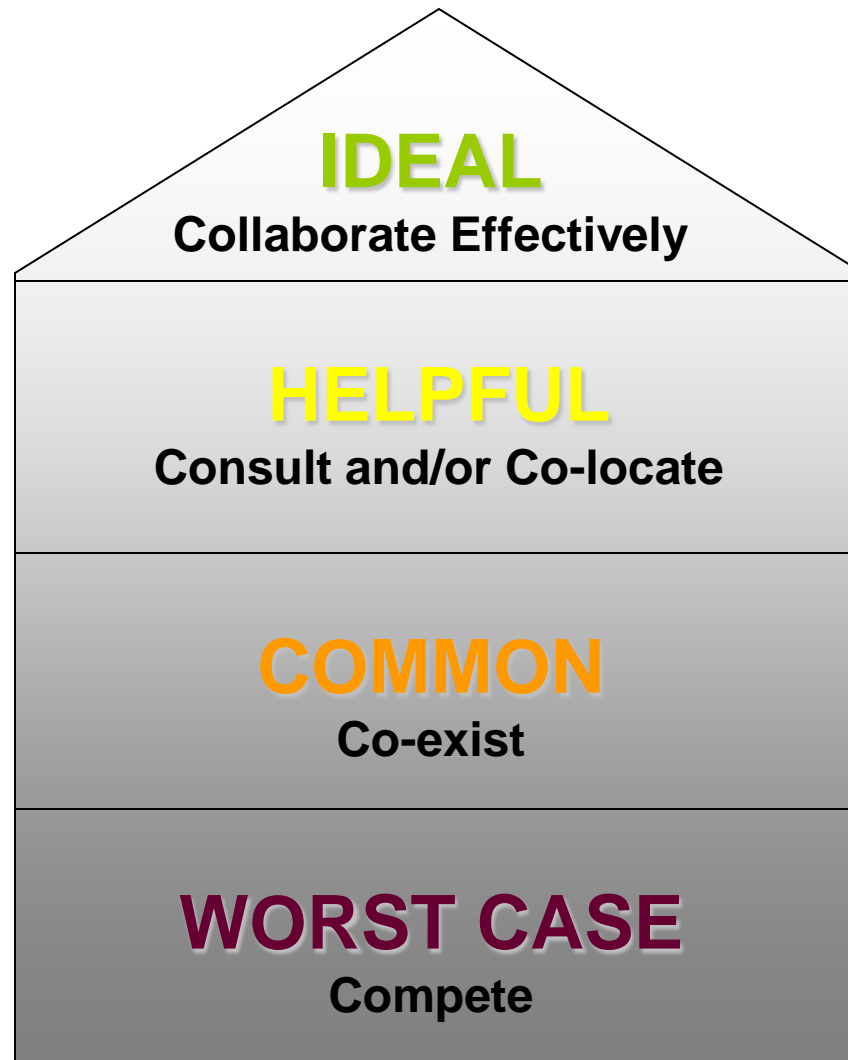 IDEAL
Collaborate Effectively
HELPFUL
Consult and/or Co-locate
COMMON
Co-exist
WORST CASE
Compete